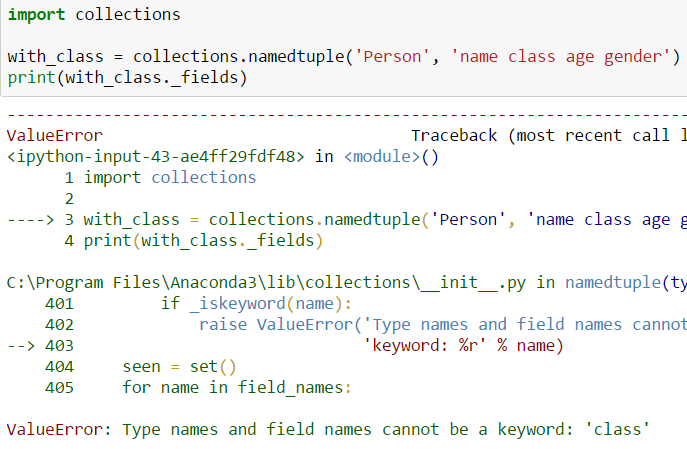 import collections
with_class = collections.namedtuple('Person', 'name class age gender')
print(with_class._fields)
---------------------------------------------------------------------------
ValueError                                Traceback (most recent call l
<ipython-input-43-ae4ff29fdf48> in <module>()
      1 import collections
      2
----> 3 with_class = collections.namedtuple('Person', 'name class age g
      4 print(with_class._fields)
C:\Program Files\Anaconda3\lib\collections\__init__.py in namedtuple(ty
    401         if _iskeyword(name):
    402             raise ValueError('Type names and field names cannot
--> 403                              'keyword: %r' % name)
    404     seen = set()
    405     for name in field_names:
ValueError: Type names and field names cannot be a keyword: 'class'